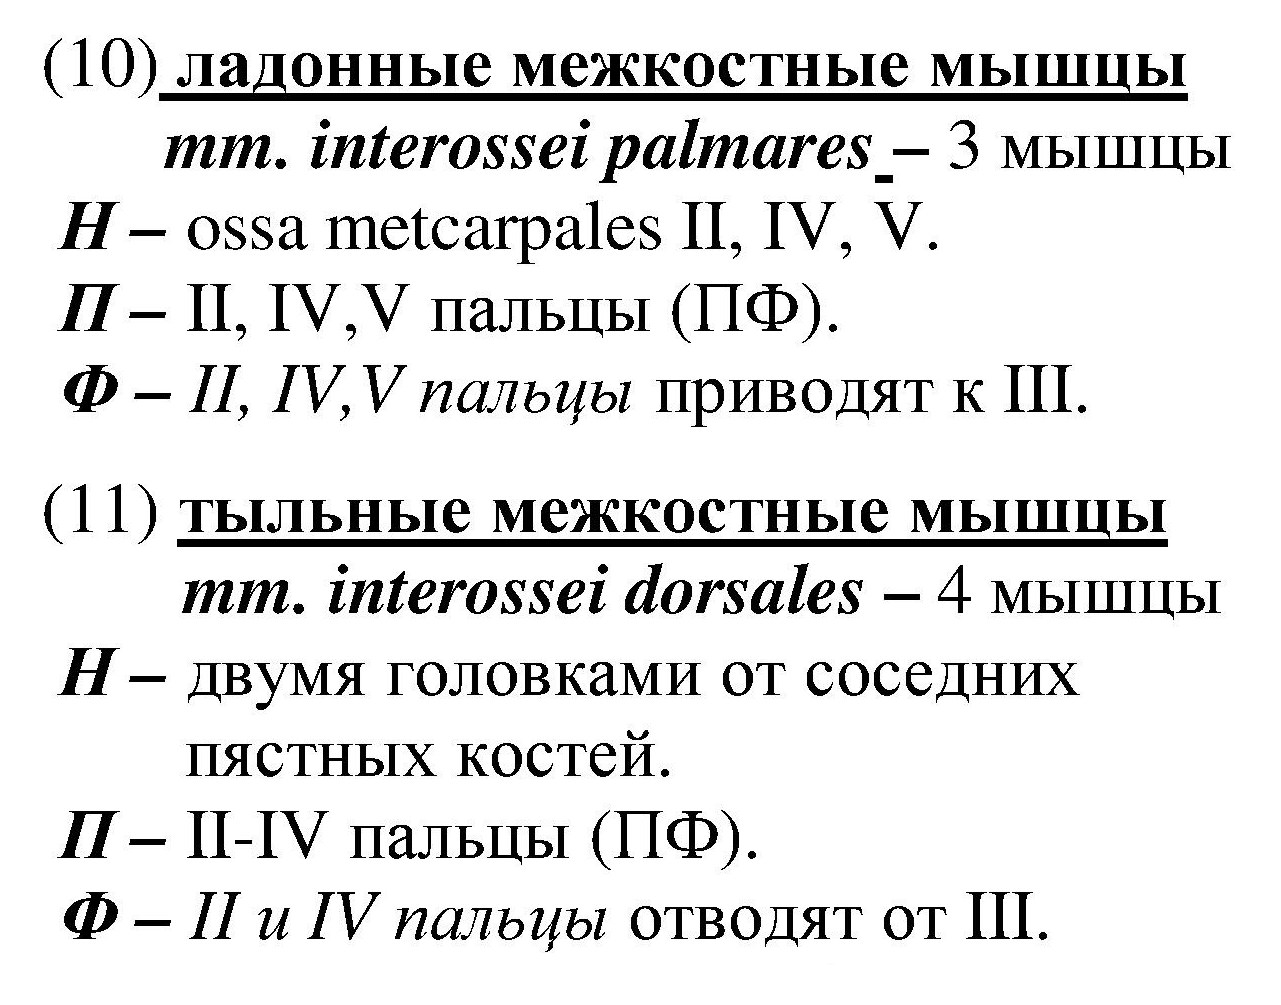 (10) ладонные межкостные мышцы
mm. interossei palmares – 3 мышцы
Н – ossa metcarpales II, IV, V.
П – II, IV,V пальцы (ПФ).
Ф – II, IV,V пальцы приводят к III.
(11) тыльные межкостные мышцы
mm. interossei dorsales – 4 мышцы
Н – двумя головками от соседних
пястных костей.
П – II-IV пальцы (ПФ).
Ф – II и IV пальцы отводят от III.